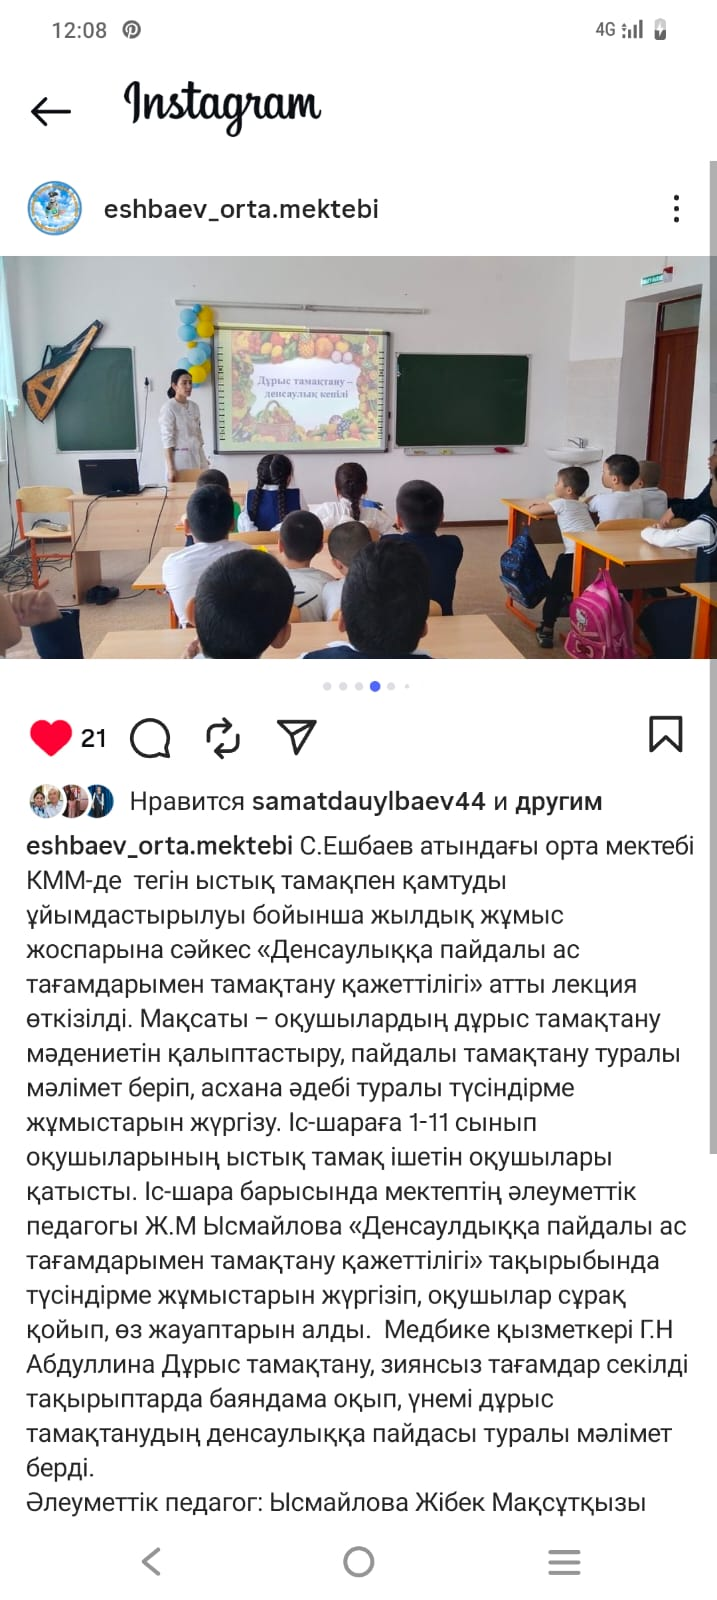 12:08
4G
Instagram
eshbaev_orta.mektebi
Дұрыс тамақтану –
денсаулық кепілі
21
Нравится samatdauylbaev44 и другим
eshbaev_orta.mektebi С.Ешбаев атындағы орта мектебі
КММ-де тегін ыстық тамақпен қамтуды
ұйымдастырылуы бойынша жылдық жұмыс
жоспарына сәйкес «Денсаулыққа пайдалы ас
тағамдарымен тамақтану қажеттілігі» атты лекция
өткізілді. Мақсаты – оқушылардың дұрыс тамақтану
мәдениетін қалыптастыру, пайдалы тамақтану туралы
мәлімет беріп, асхана әдебі туралы түсіндірме
жұмыстарын жүргізу. Іс-шараға 1-11 сынып
оқушыларының ыстық тамақ ішетін оқушылары
қатысты. Іс-шара барысында мектептің әлеуметтік
педагогы Ж.М Ысмайлова «Денсаулдыққа пайдалы ас
тағамдарымен тамақтану қажеттілігі» тақырыбында
түсіндірме жұмыстарын жүргізіп, оқушылар сұрақ
қойып, өз жауаптарын алды. Медбике қызметкері Г.Н
Абдуллина Дұрыс тамақтану, зиянсыз тағамдар секілді
тақырыптарда баяндама оқып, үнемі дұрыс
тамақтанудың денсаулыққа пайдасы туралы мәлімет
берді.
Әлеуметтік педагог: Ысмайлова Жібек Мақсұтқызы